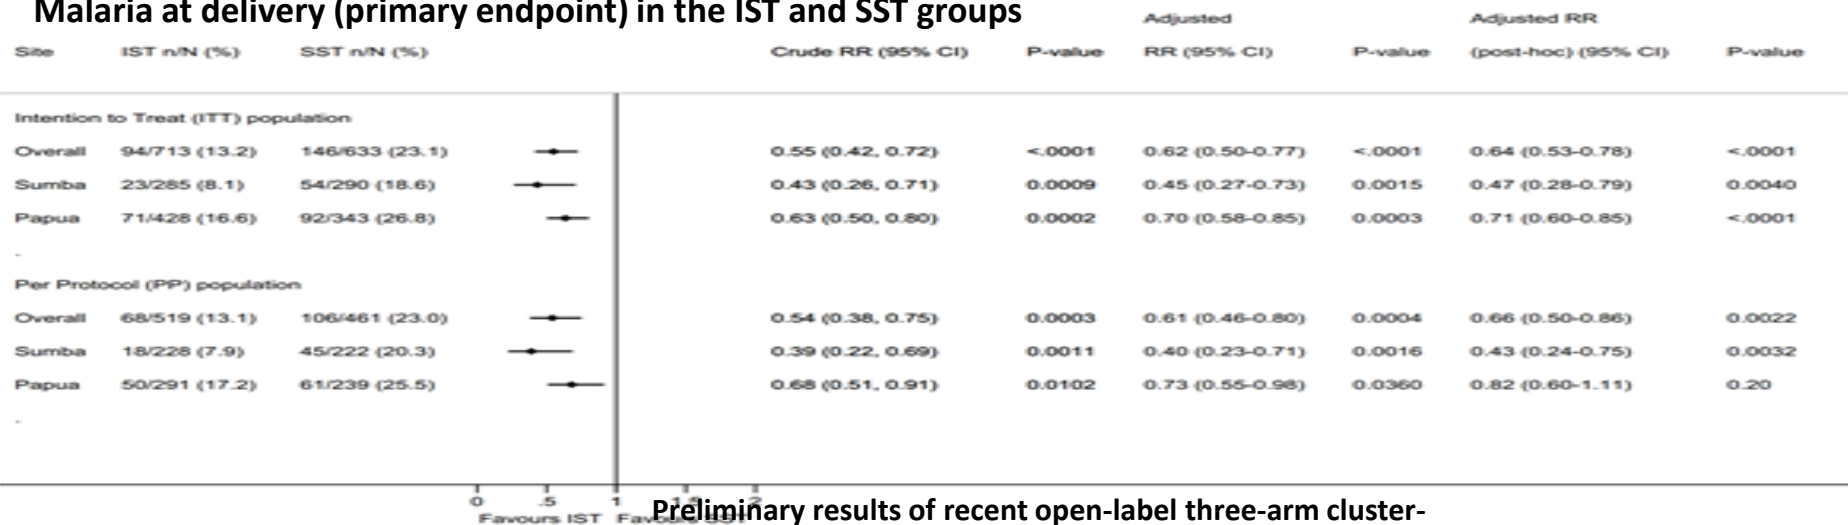 Malaria at delivery (primary endpoint) in the IST and SST groups
Adjusted Adjusted RR
Site IST n/N (%) SST n/N (%) Crude RR (95% CI) P-value RR (95% CI) P-value (post-hoc) (95% CI) P-value
Intention to Treat (ITT) population
Overall 94/713 (13.2) 146/633 (23.1) 0.55 (0.42, 0.72) <.0001 0.62 (0.50-0.77) <.0001 0.64 (0.53-0.78) <.0001
Sumba 23/285 (8.1) 54/290 (18.6) 0.43 (0.26, 0.71) 0.0009 0.45 (0.27-0.73) 0.0015 0.47 (0.28-0.79) 0.0040
Papua 71/428 (16.6) 92/343 (26.8) 0.63 (0.50, 0.80) 0.0002 0.70 (0.58-0.85) 0.0003 0.71 (0.60-0.85) <.0001
.
Per Protocol (PP) population
Overall 68/519 (13.1) 106/461 (23.0) 0.54 (0.38, 0.75) 0.0003 0.61 (0.46-0.80) 0.0004 0.66 (0.50-0.86) 0.0022
Sumba 18/228 (7.9) 45/222 (20.3) 0.39 (0.22, 0.69) 0.0011 0.40 (0.23-0.71) 0.0016 0.43 (0.24-0.75) 0.0032
Papua 50/291 (17.2) 61/239 (25.5) 0.68 (0.51, 0.91) 0.0102 0.73 (0.55-0.98) 0.0360 0.82 (0.60-1.11) 0.20
.
0 .5 1 1.5 2
Favours IST
Preliminary results of recent open-label three-arm cluster-